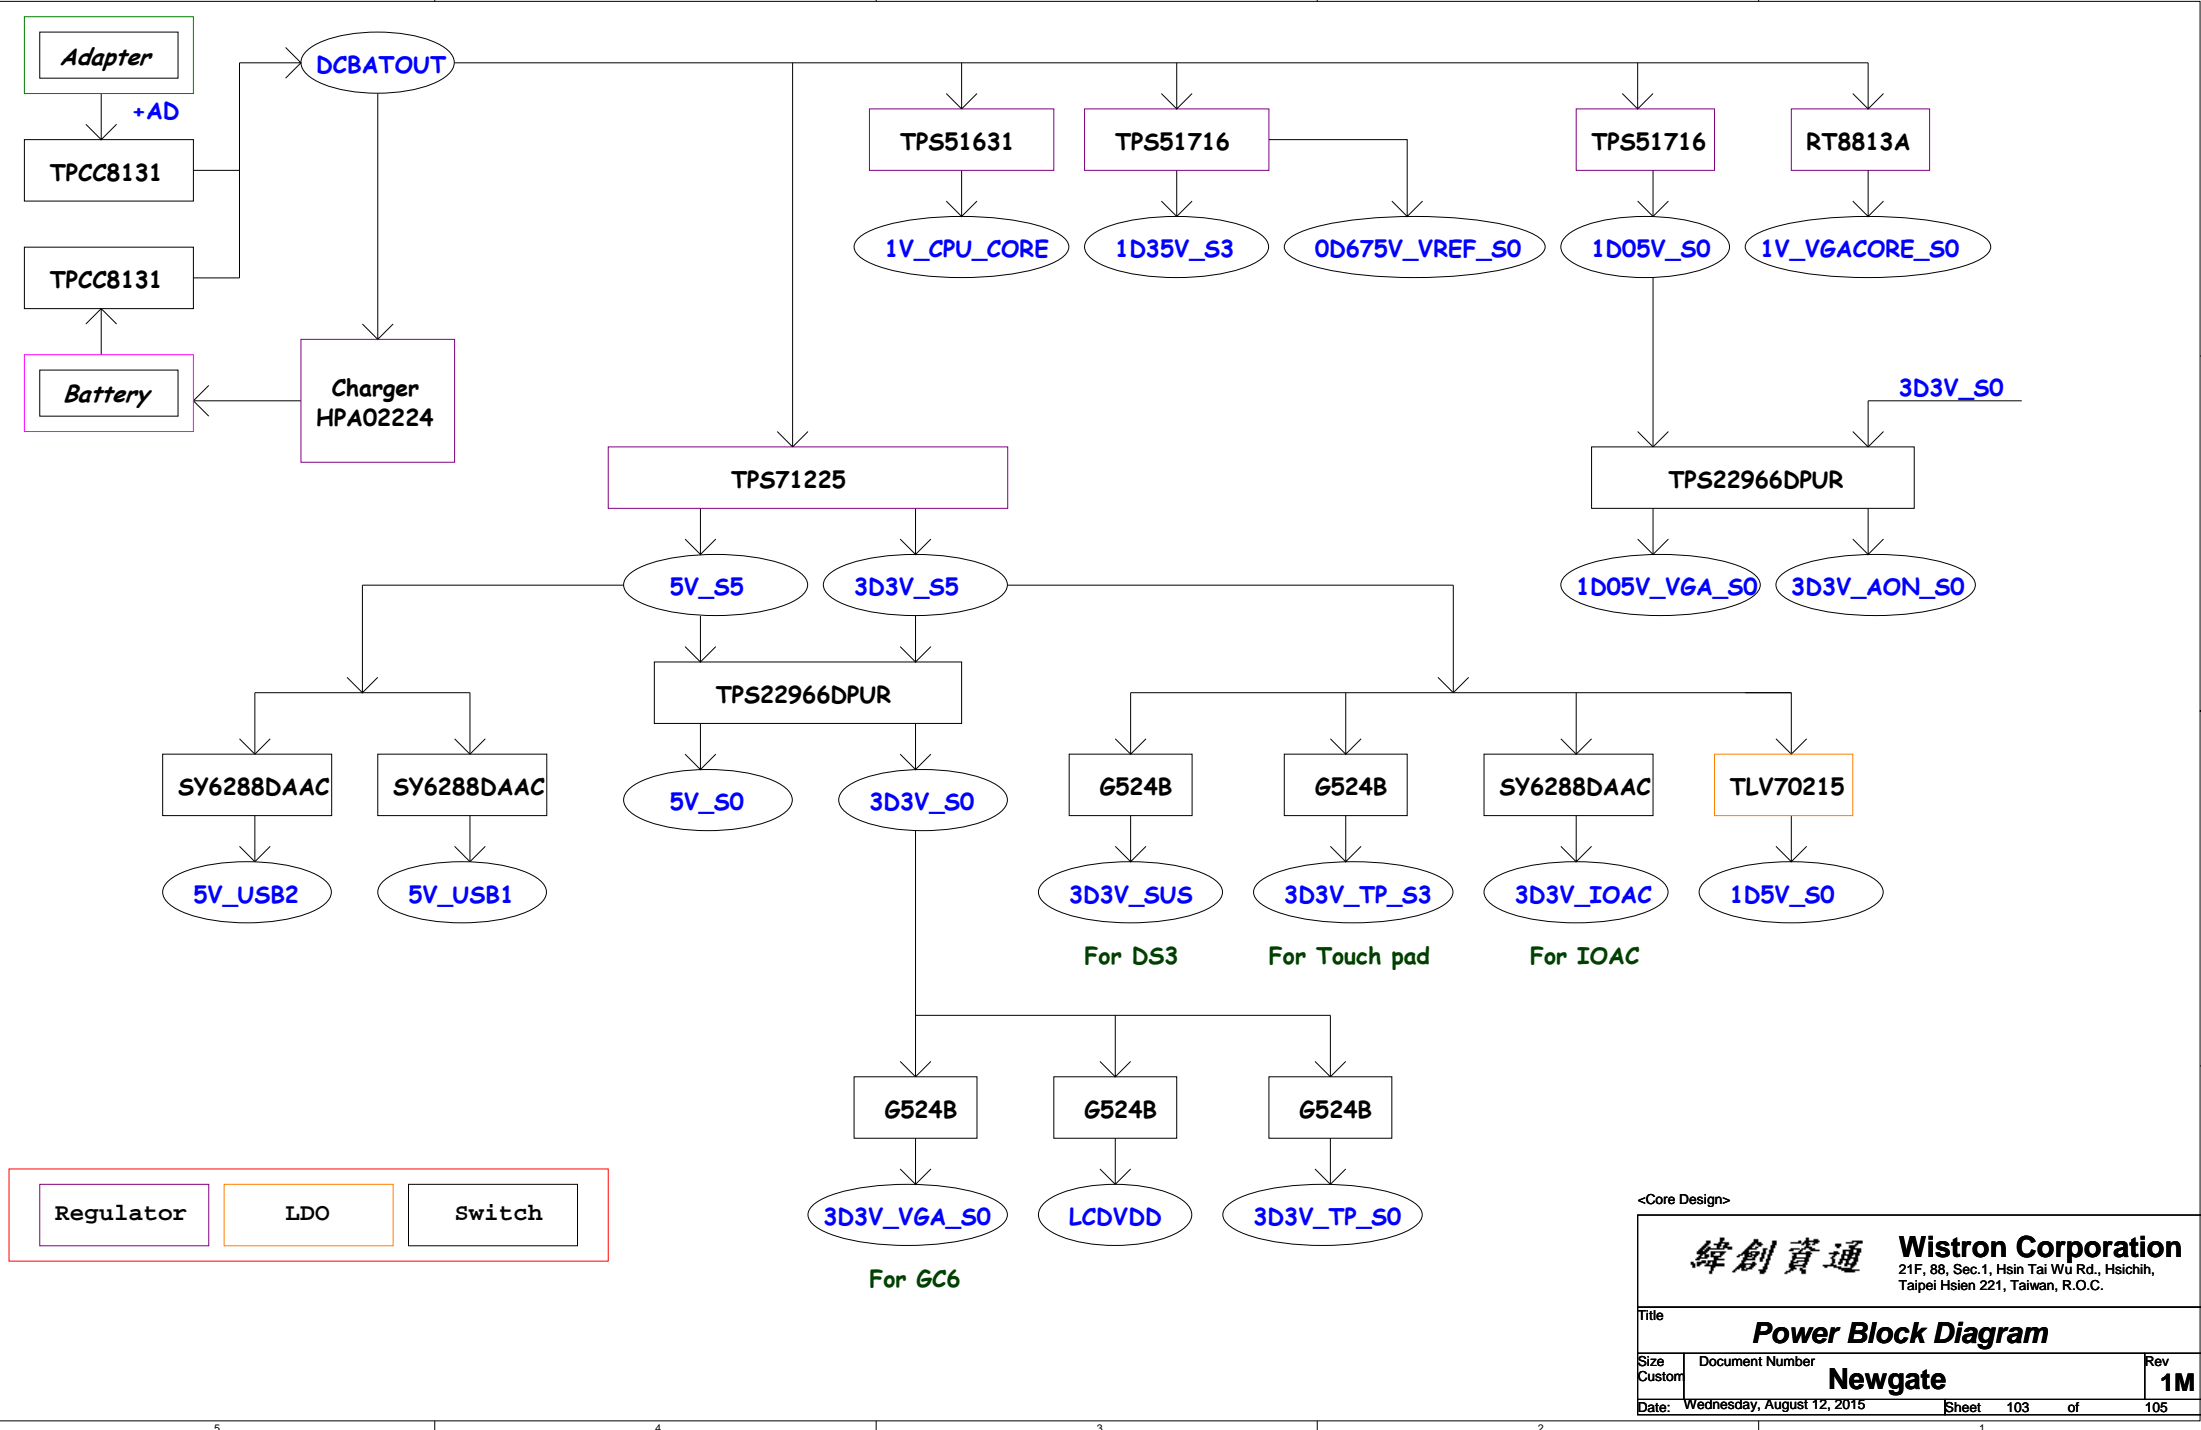 Adapter
+AD
TPCC8131
TPCC8131
Battery
DCBATOUT
Charger
HPA02224
TPS51631
TPS51716
TPS51716
RT8813A
1V_CPU_CORE
1D35V_S3
0D675V_VREF_S0
1D05V_S0
1V_VGACORE_S0
3D3V_S0
TPS71225
TPS22966DPUR
5V_S5
3D3V_S5
1D05V_VGA_S0
3D3V_AON_S0
TPS22966DPUR
SY6288DAAC
SY6288DAAC
5V_S0
3D3V_S0
G524B
G524B
SY6288DAAC
TLV70215
5V_USB2
5V_USB1
3D3V_SUS
3D3V_TP_S3
3D3V_IOAC
1D5V_S0
For DS3
For Touch pad
For IOAC
G524B
G524B
G524B
3D3V_VGA_S0
LCDVDD
3D3V_TP_S0
For GC6
Regulator
LDO
Switch
<Core Design>
緯創資通
Wistron Corporation
21F, 88, Sec.1, Hsin Tai Wu Rd., Hsichih,
Taipei Hsien 221, Taiwan, R.O.C.
Title
Power Block Diagram
Size
Custom
Document Number
Newgate
Rev
1M
Date: Wednesday, August 12, 2015
Sheet 103 of 105
5
4
3
2
1